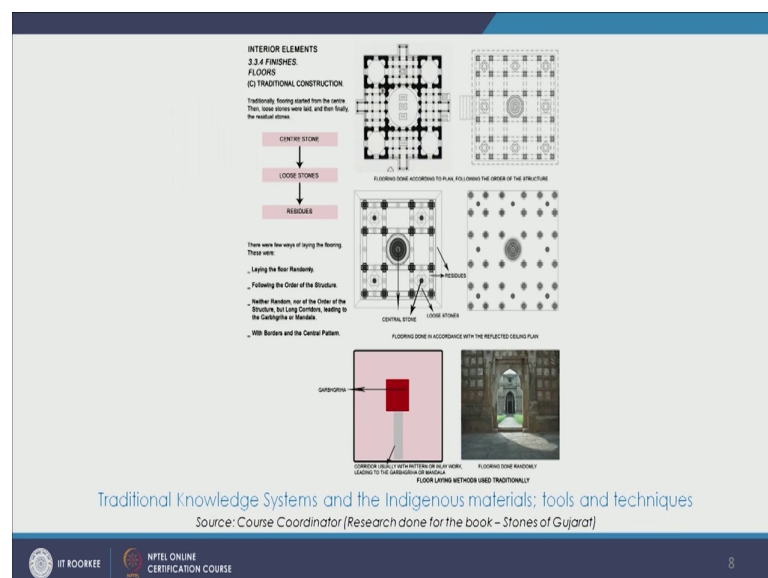 INTERIOR ELEMENTS
3.3.4 FINISHES.
FLOORS
(C) TRADITIONAL CONSTRUCTION.
Traditionally, flooring started from the centre
Then, loose stones were laid, and then finally,
the residual stones.
CENTRE STONE
LOOSE STONES
RESIDUES
There were few ways of laying the flooring.
These were:
_ Laying the floor Randomly.
_ Following the Order of the Structure.
_ Neither Random, nor of the Order of the
Structure, but Long Corridors, leading to
the Garbhgriha or Mandala.
_ With Borders and the Central Pattern.
FLOORING DONE ACCORDING TO PLAN, FOLLOWING THE ORDER OF THE STRUCTURE
RESIDUES
CENTRAL STONE
LOOSE STONES
FLOORING DONE IN ACCORDANCE WITH THE REFLECTED CEILING PLAN
GARBHGRIHA
CORRIDOR USUALLY WITH PATTERN OR INLAY WORK,
LEADING TO THE GARBHGRIHA OR MANDALA
FLOORING DONE RANDOMLY
FLOOR LAYING METHODS USED TRADITIONALLY
Traditional Knowledge Systems and the Indigenous materials; tools and techniques
Source: Course Coordinator (Research done for the book – Stones of Gujarat)
IIT ROORKEE
NPTEL ONLINE
CERTIFICATION COURSE
8